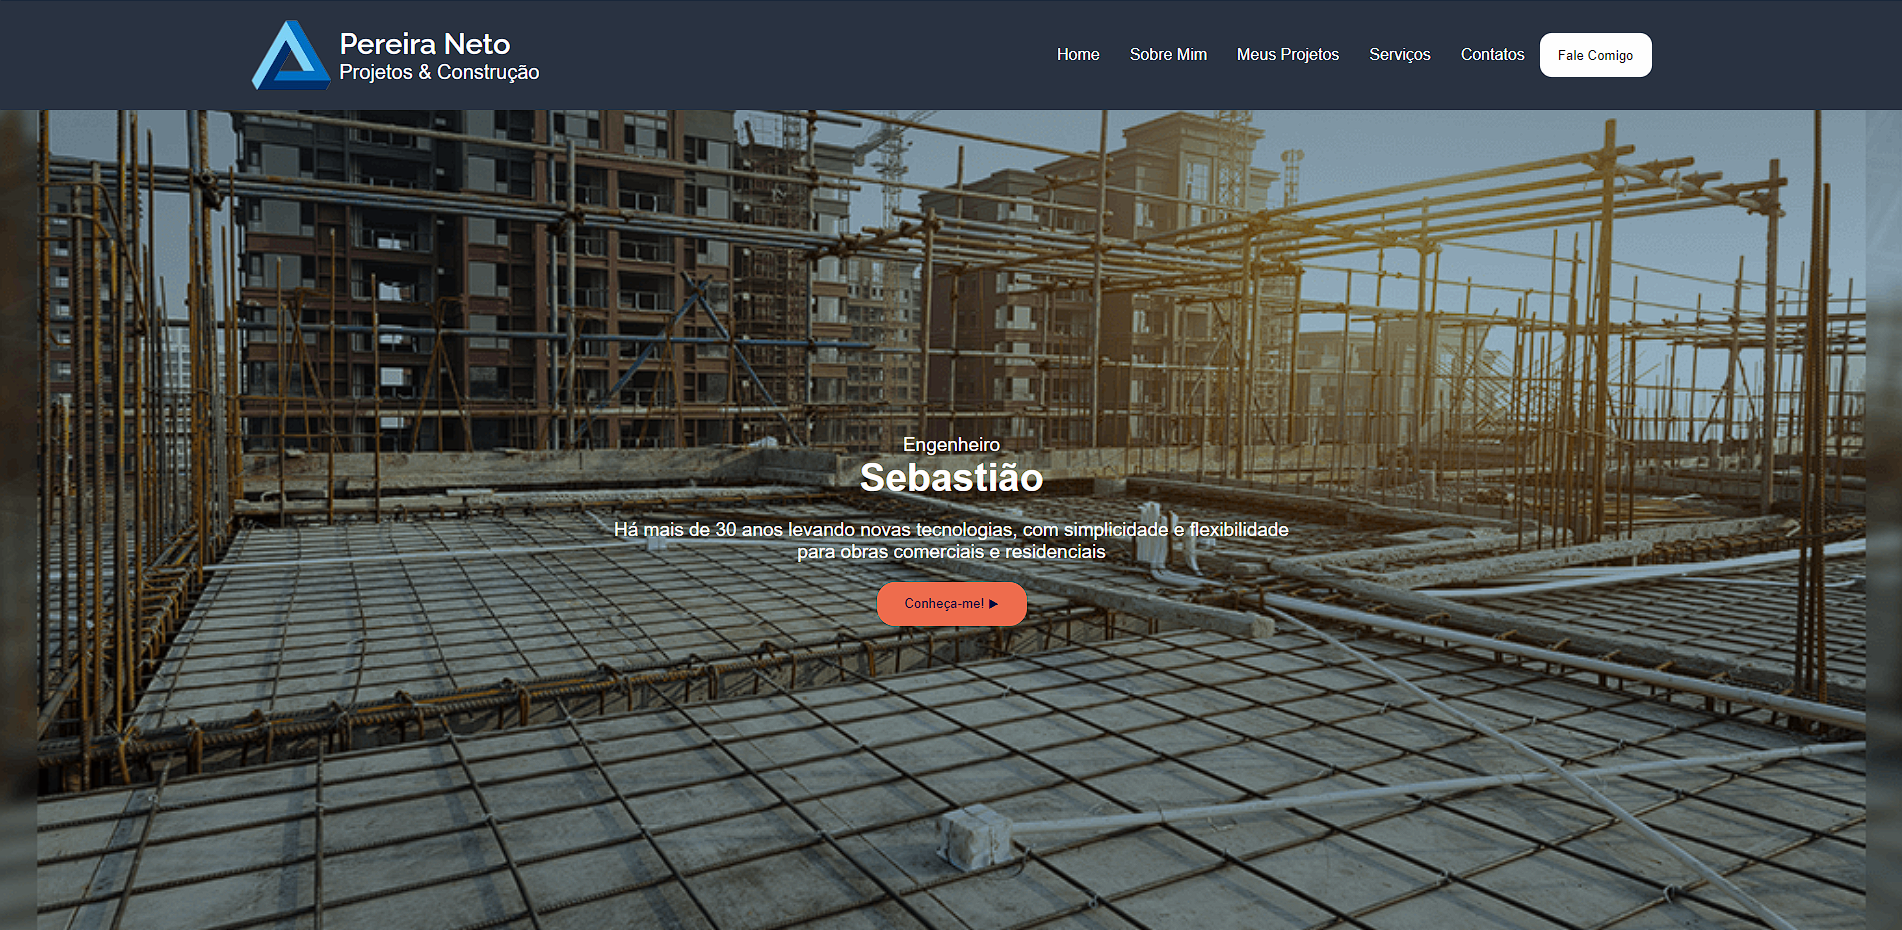 Pereira Neto
Projetos & Construção
Home
Sobre Mim
Meus Projetos
Serviços
Contatos
Fale Comigo
Engenheiro
Sebastião
Há mais de 30 anos levando novas tecnologias, com simplicidade e flexibilidade
para obras comerciais e residenciais
Conheça-me! ▶